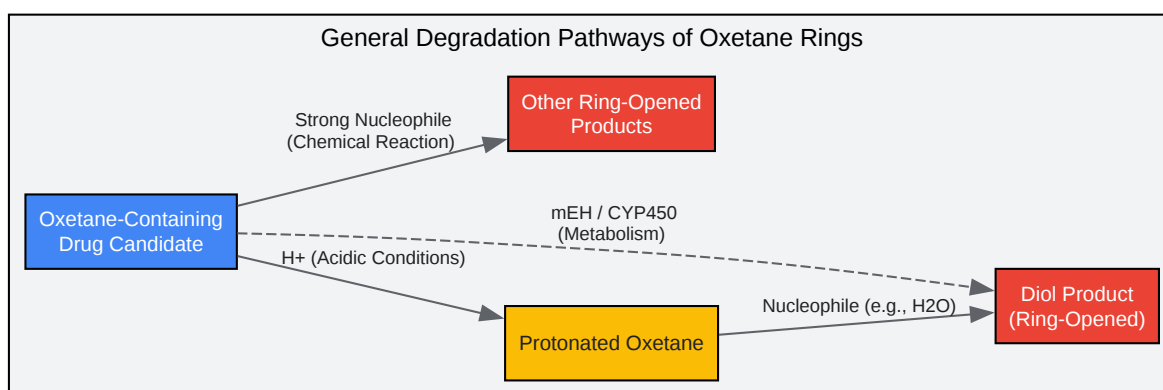 General Degradation Pathways of Oxetane Rings
Other Ring-Opened
Products
Strong Nucleophile
(Chemical Reaction)
Oxetane-Containing
Drug Candidate
mEH / CYP450
(Metabolism)
H+ (Acidic Conditions)
Diol Product
(Ring-Opened)
Nucleophile (e.g., H2O)
Protonated Oxetane